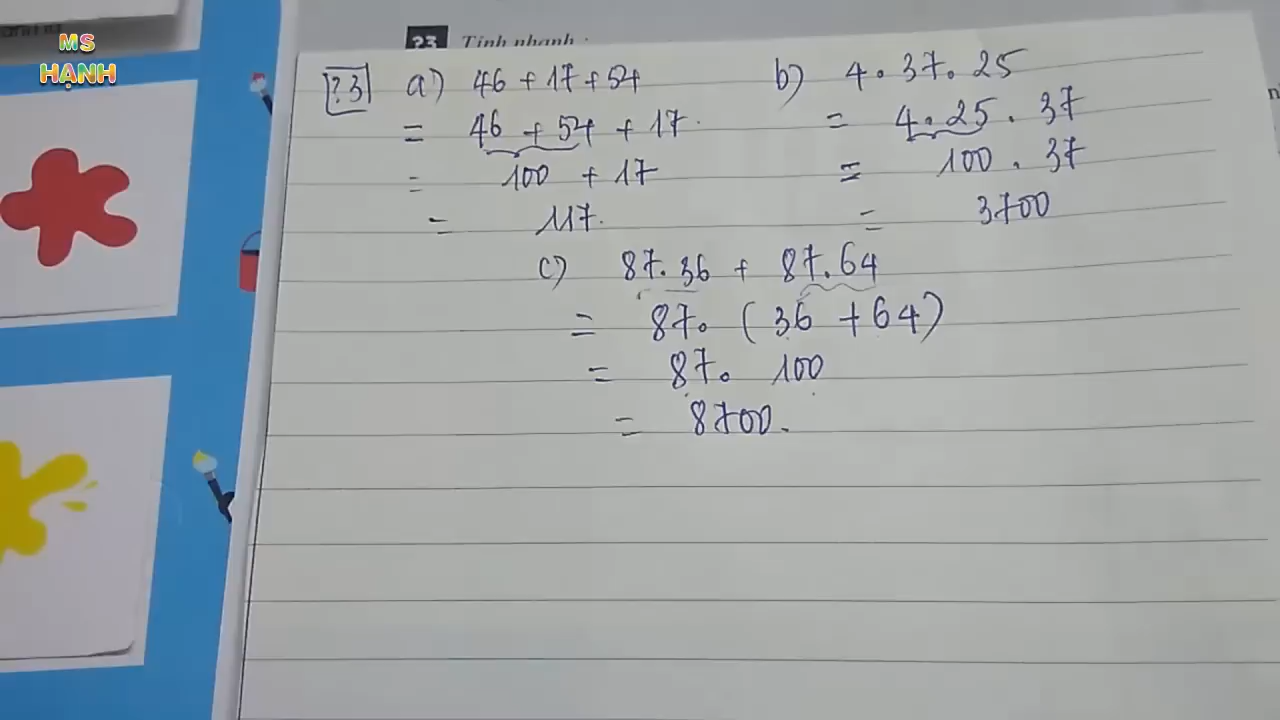 MS
HẠNH
?3 Tính nhanh :
?3 a) 46 + 17 + 54
= 46 + 54 + 17
= 100 + 17
= 117.
b) 4 . 37 . 25
= 4 . 25 . 37
= 100 . 37
= 3700
c) 87 . 36 + 87 . 64
= 87 . ( 36 + 64 )
= 87 . 100
= 8700.